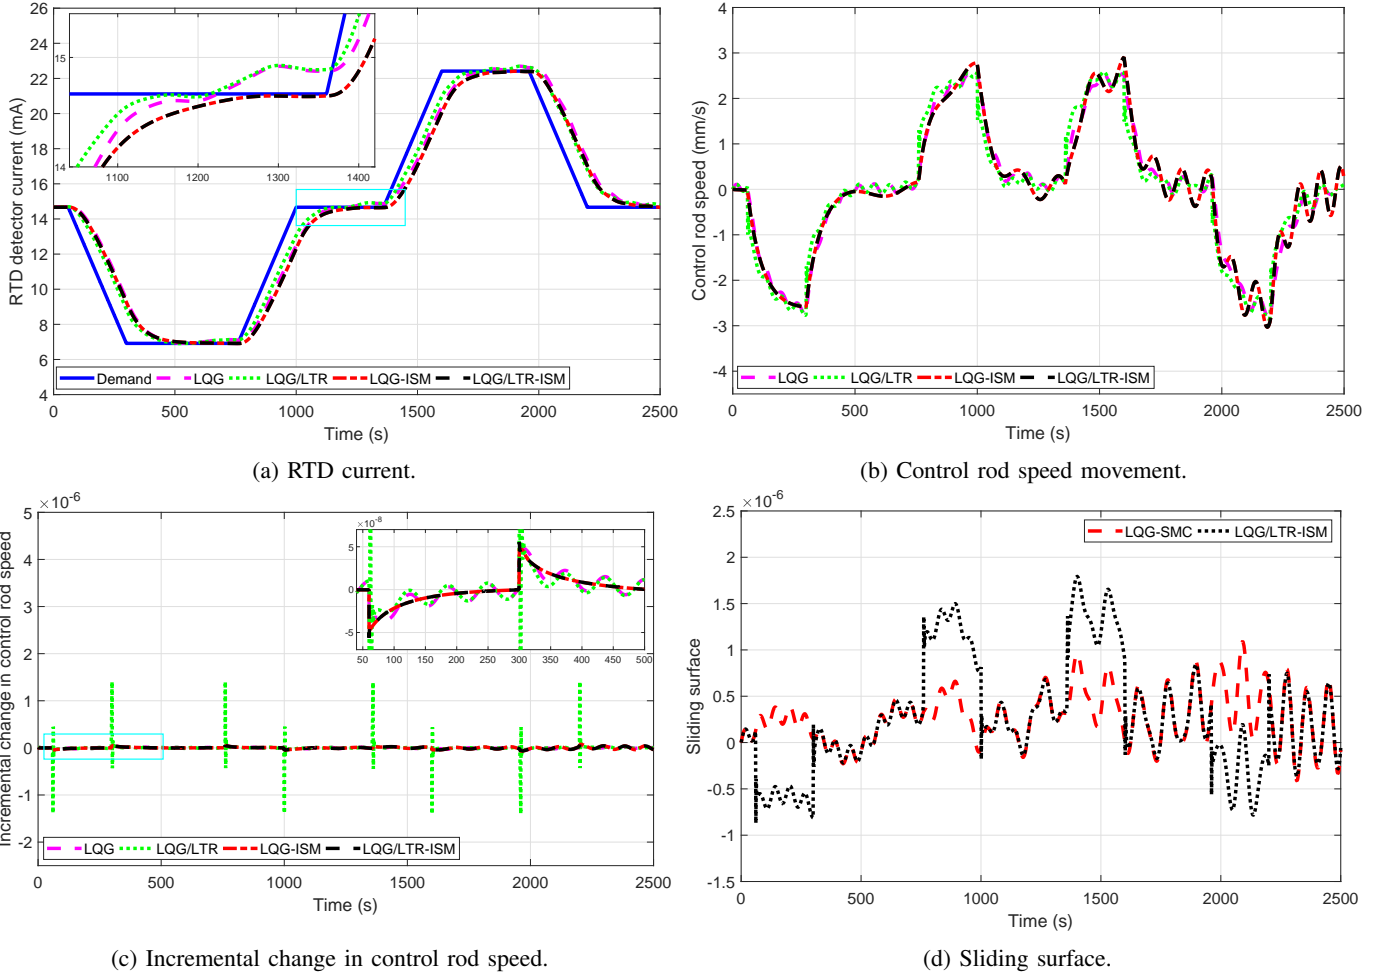 26
24
22
20
18
16
14
12
10
8
6
4
RTD detector current (mA)
15
14
1100 1200 1300 1400
Demand LQG LQG/LTR LQG-ISM LQG/LTR-ISM
0 500 1000 1500 2000 2500
Time (s)
(a) RTD current.
4
3
2
1
0
-1
-2
-3
-4
Control rod speed (mm/s)
LQG LQG/LTR LQG-ISM LQG/LTR-ISM
0 500 1000 1500 2000 2500
Time (s)
(b) Control rod speed movement.
×10⁻⁶
5
4
3
2
1
0
-1
-2
Incremental change in control rod speed
×10⁻⁸
5
0
-5
50 100 150 200 250 300 350 400 450 500
LQG LQG/LTR LQG-ISM LQG/LTR-ISM
0 500 1000 1500 2000 2500
Time (s)
(c) Incremental change in control rod speed.
×10⁻⁶
2.5
2
1.5
1
0.5
0
-0.5
-1
-1.5
Sliding surface
LQG-SMC LQG/LTR-ISM
0 500 1000 1500 2000 2500
Time (s)
(d) Sliding surface.